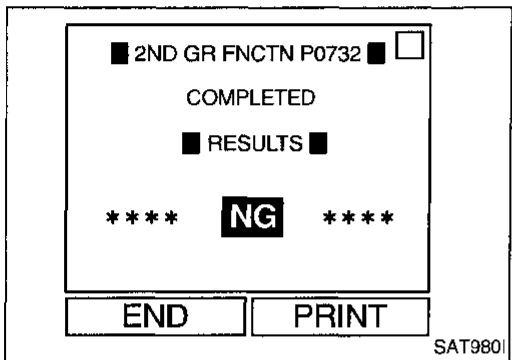 2ND GR FNCTN P0732
COMPLETED
RESULTS
**** NG ****
END PRINT
SAT980I